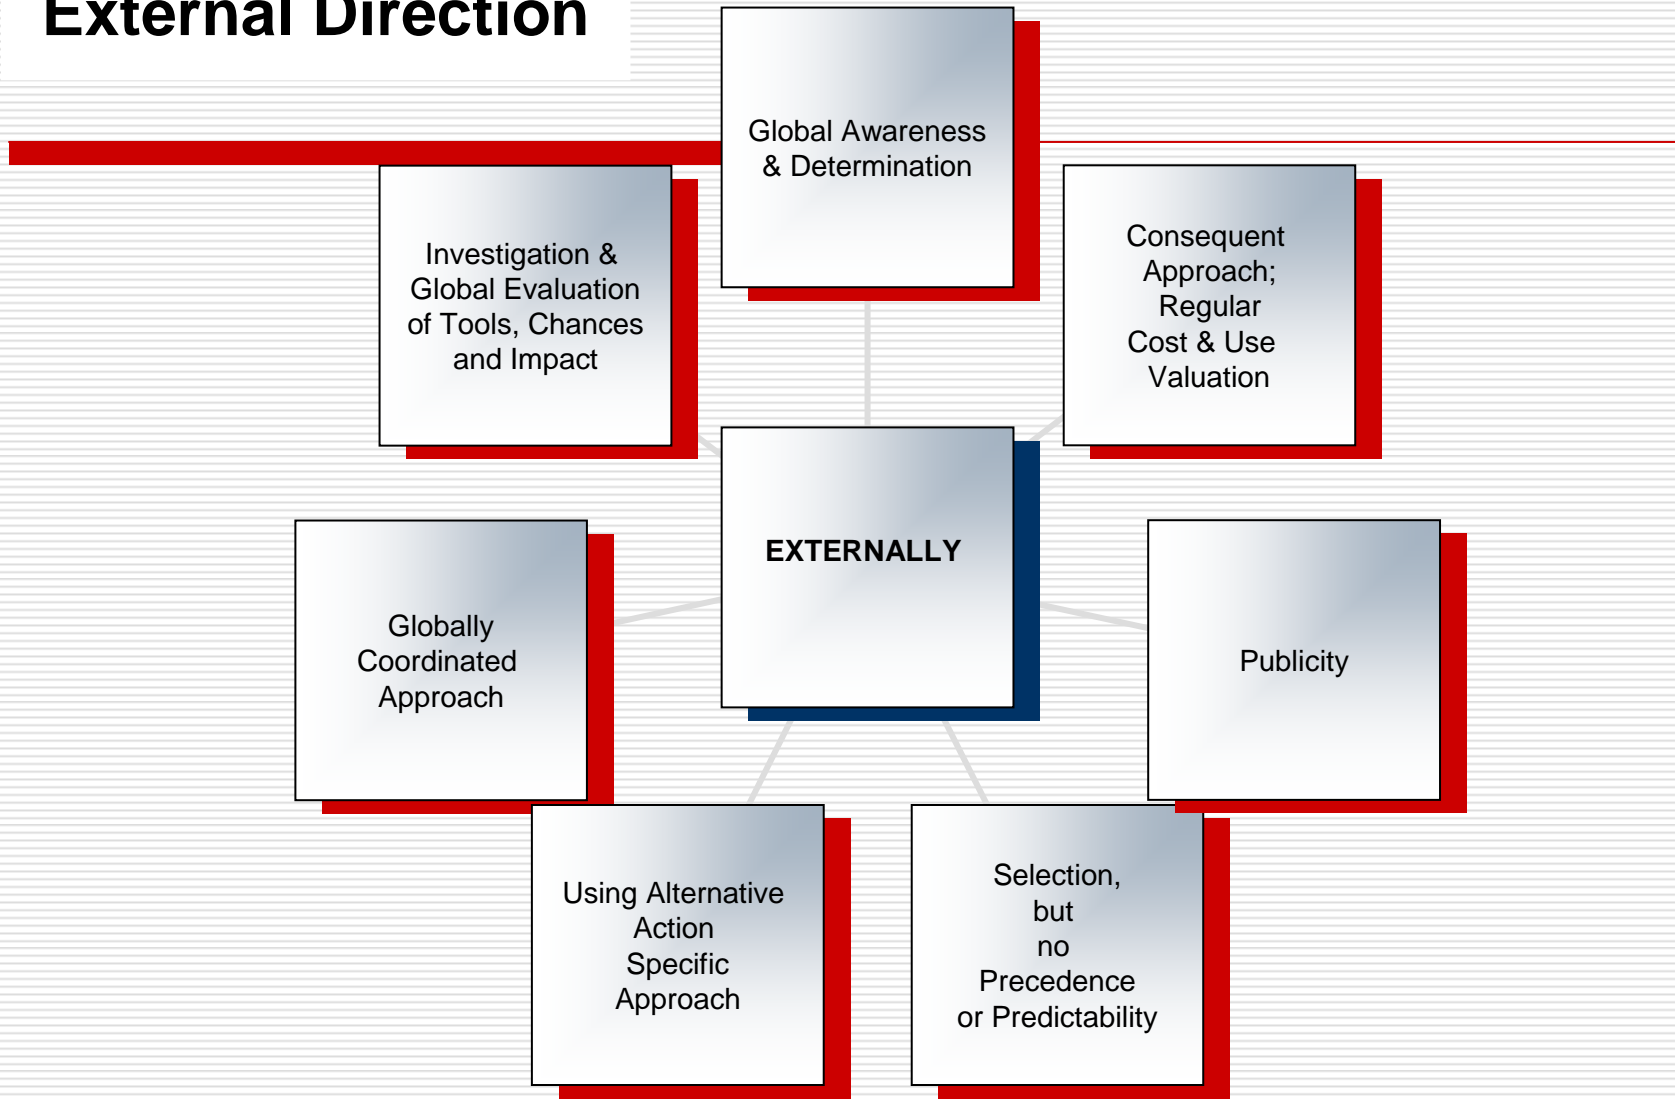 External Direction
Global Awareness
& Determination
Consequent
Approach;
Regular
Cost & Use
Valuation
Publicity
Selection,
but
no
Precedence
or Predictability
Using Alternative
Action
Specific
Approach
Globally
Coordinated
Approach
Investigation &
Global Evaluation
of Tools, Chances
and Impact
EXTERNALLY